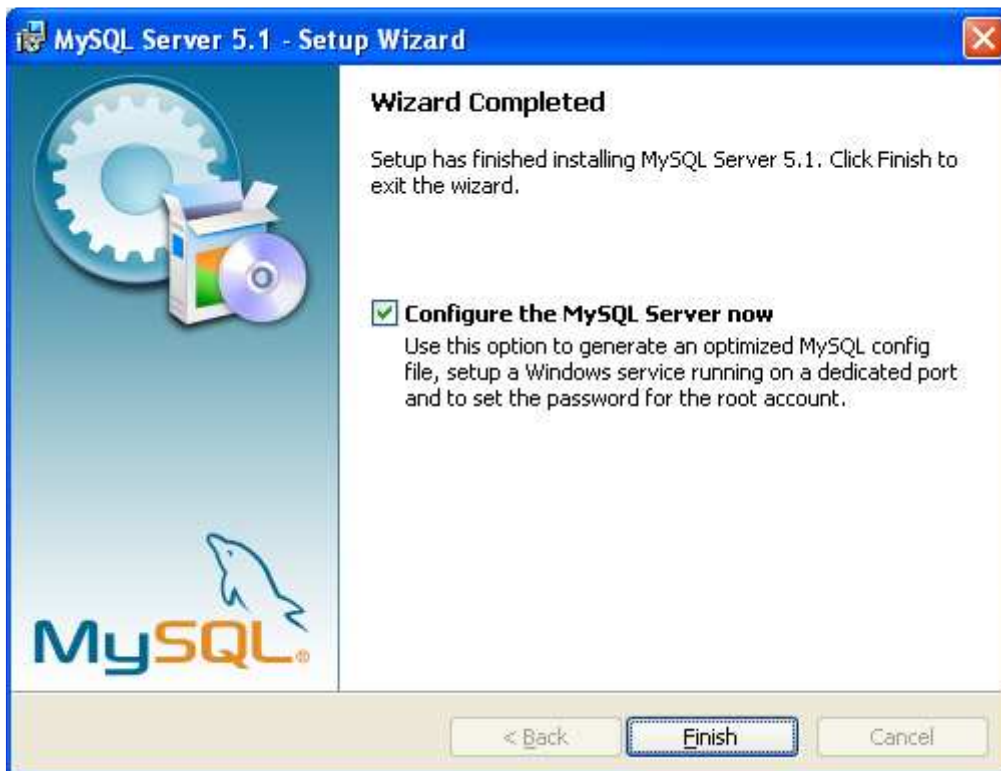 MySQL Server 5.1 - Setup Wizard
Wizard Completed
Setup has finished installing MySQL Server 5.1. Click Finish to
exit the wizard.
Configure the MySQL Server now
Use this option to generate an optimized MySQL config
file, setup a Windows service running on a dedicated port
and to set the password for the root account.
MySQL®
< Back
Finish
Cancel